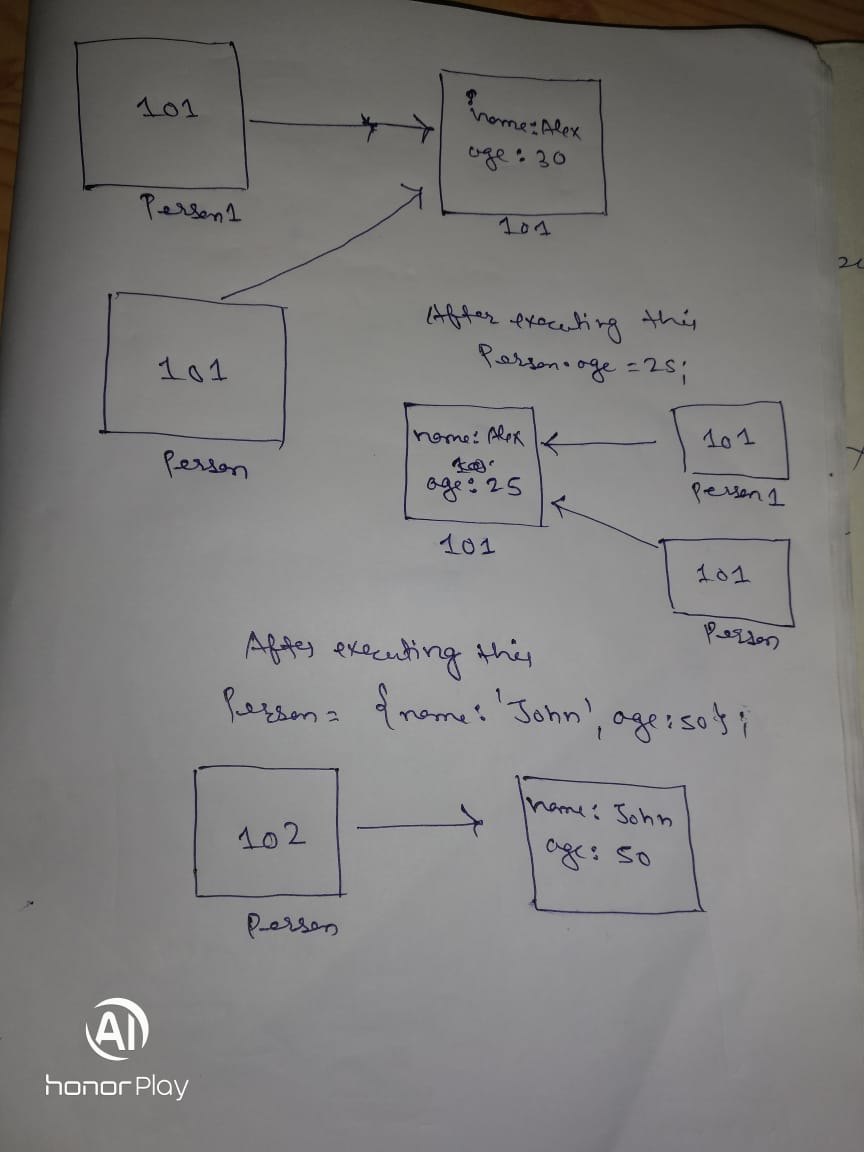 101
Person1
name: Alex
age: 30
101
101
Person
After executing this
Person.age = 25;
name: Alex
age: 25
101
101
Person1
101
Person
After executing this
Person = {name: 'John', age: 50};
102
Person
name: John
age: 50
AI
honor Play